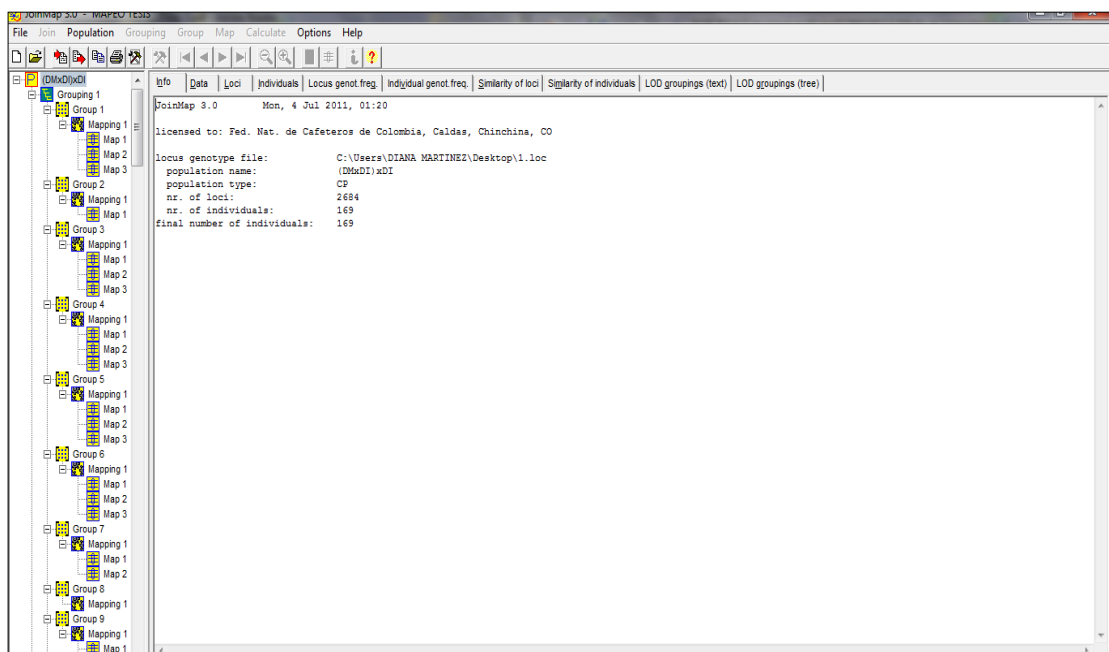 JoinMap 3.0 - MAPEO TESIS
File Join Population Grouping Group Map Calculate Options Help
Info Data Loci Individuals Locus genot.freq. Individual genot.freq. Similarity of loci Similarity of individuals LOD groupings (text) LOD groupings (tree)
(DMxDI)xDI
Grouping 1
Group 1
Mapping 1
Map 1
Map 2
Map 3
Group 2
Mapping 1
Map 1
Group 3
Mapping 1
Map 1
Map 2
Map 3
Group 4
Mapping 1
Map 1
Map 2
Map 3
Group 5
Mapping 1
Map 1
Map 2
Map 3
Group 6
Mapping 1
Map 1
Map 2
Map 3
Group 7
Mapping 1
Map 1
Map 2
Group 8
Mapping 1
Group 9
Mapping 1
Map 1
JoinMap 3.0 Mon, 4 Jul 2011, 01:20
licensed to: Fed. Nat. de Cafeteros de Colombia, Caldas, Chinchina, CO
locus genotype file: C:\Users\DIANA MARTINEZ\Desktop\1.loc
population name: (DMxDI)xDI
population type: CP
nr. of loci: 2684
nr. of individuals: 169
final number of individuals: 169